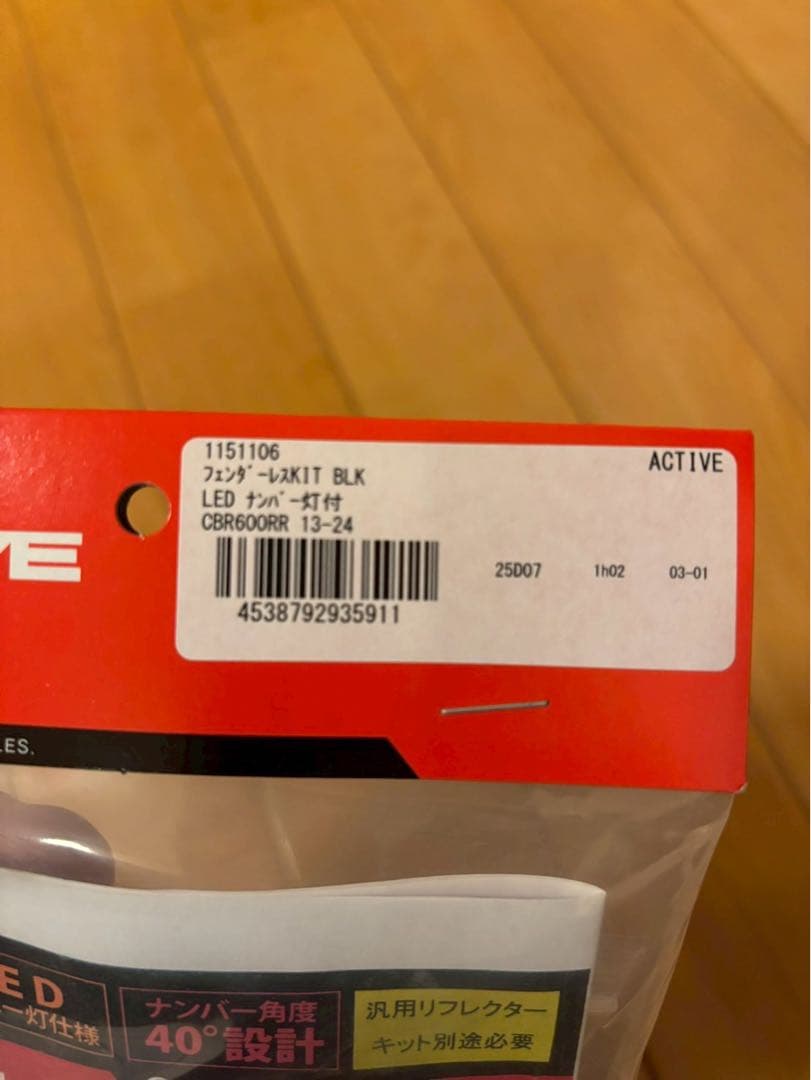 1151106
ACTIVE
ﾌｪﾝﾀﾞｰﾚｽKIT BLK
LED ﾅﾝﾊﾞｰ灯付
CBR600RR 13-24
25D07 1h02 03-01
4538792935911
VE
LES.
ED
ー灯仕様
ナンバー角度
40°設計
汎用リフレクター
キット別途必要